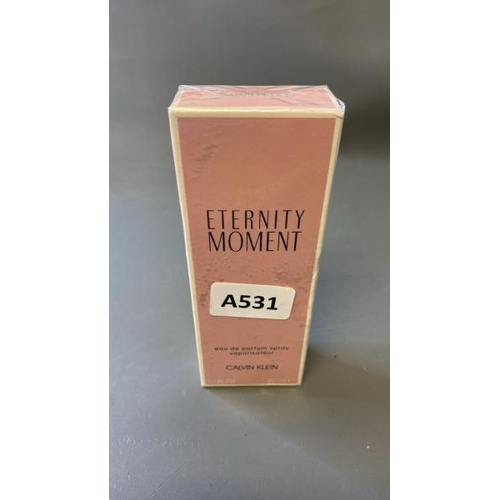 ETERNITY
MOMENT
A531
eau de parfum spray
vaporisateur
CALVIN KLEIN